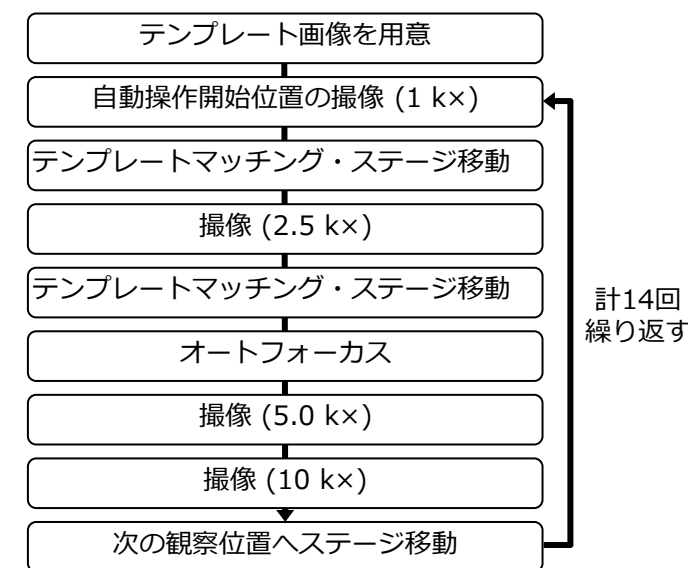 テンプレート画像を用意
自動操作開始位置の撮像 (1 k×)
テンプレートマッチング・ステージ移動
撮像 (2.5 k×)
テンプレートマッチング・ステージ移動
オートフォーカス
撮像 (5.0 k×)
撮像 (10 k×)
次の観察位置へステージ移動
計14回
繰り返す